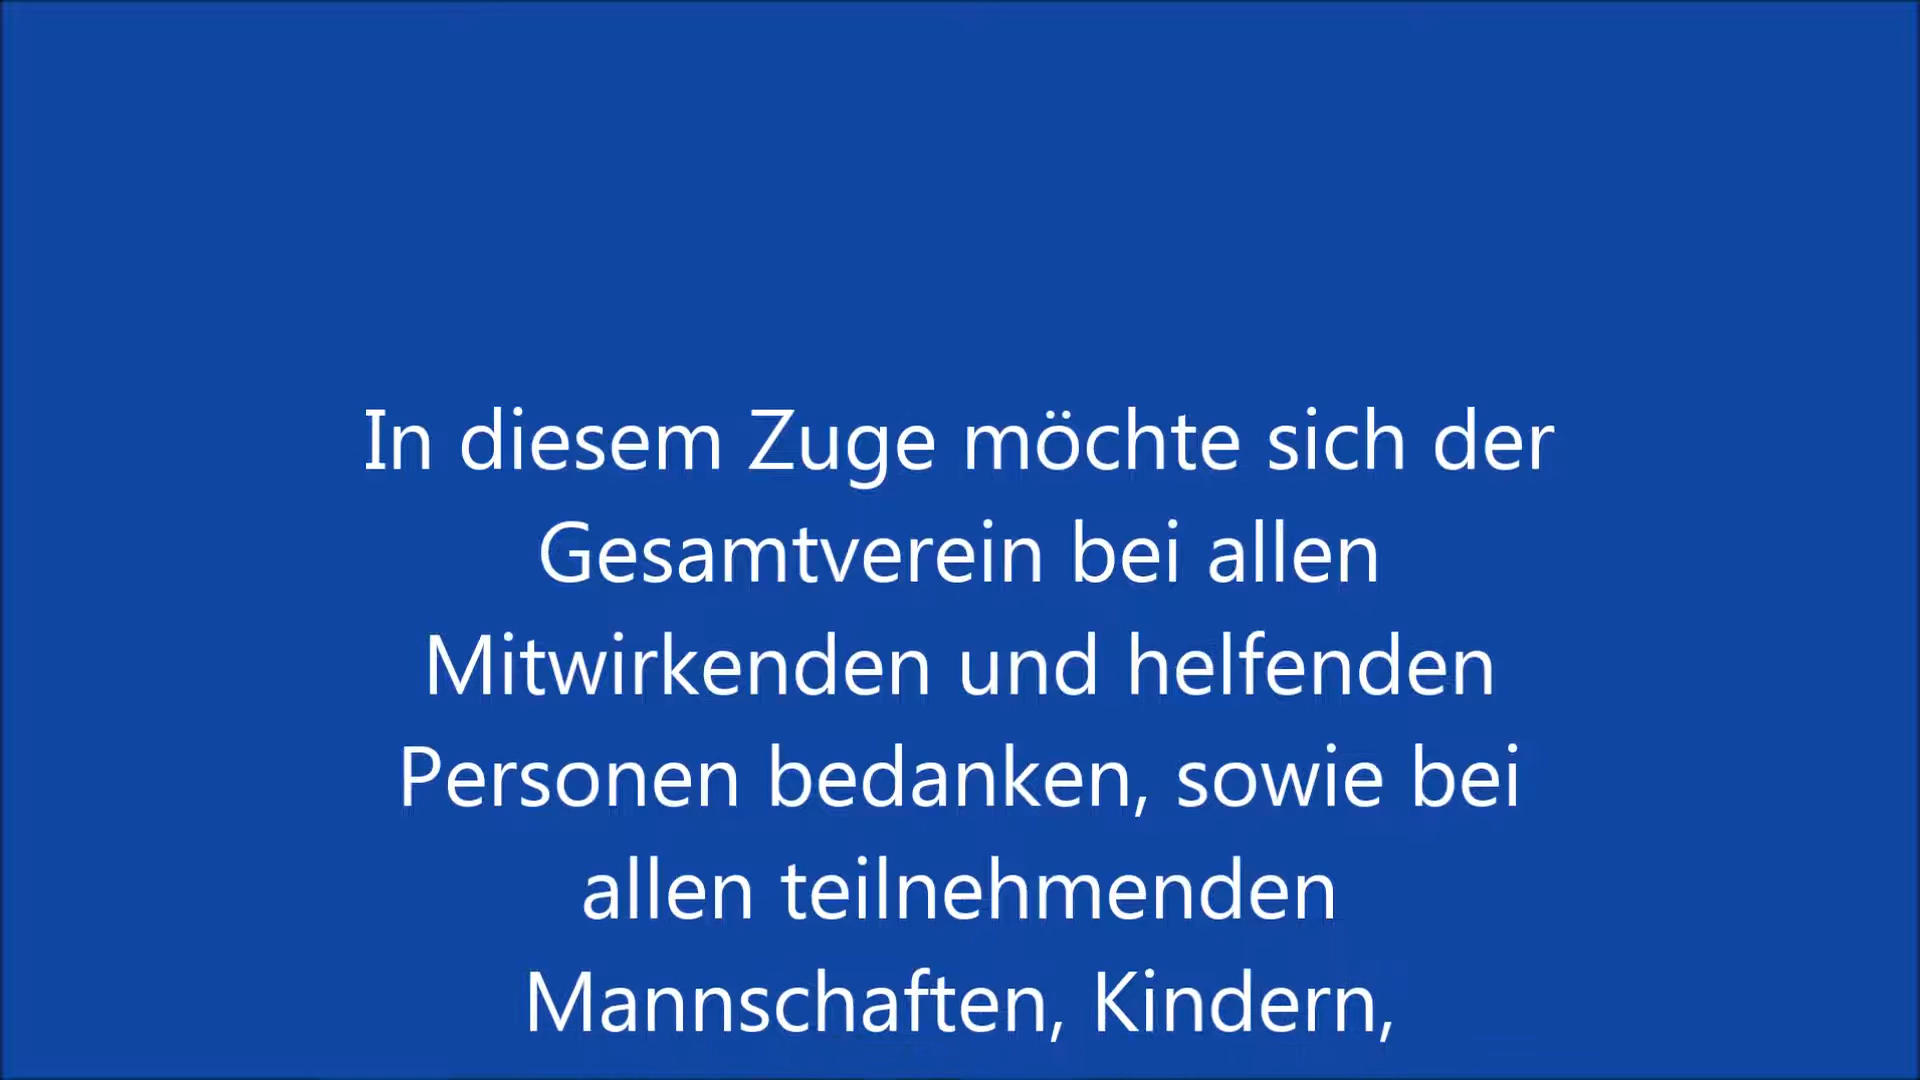 In diesem Zuge möchte sich der
Gesamtverein bei allen
Mitwirkenden und helfenden
Personen bedanken, sowie bei
allen teilnehmenden
Mannschaften, Kindern,